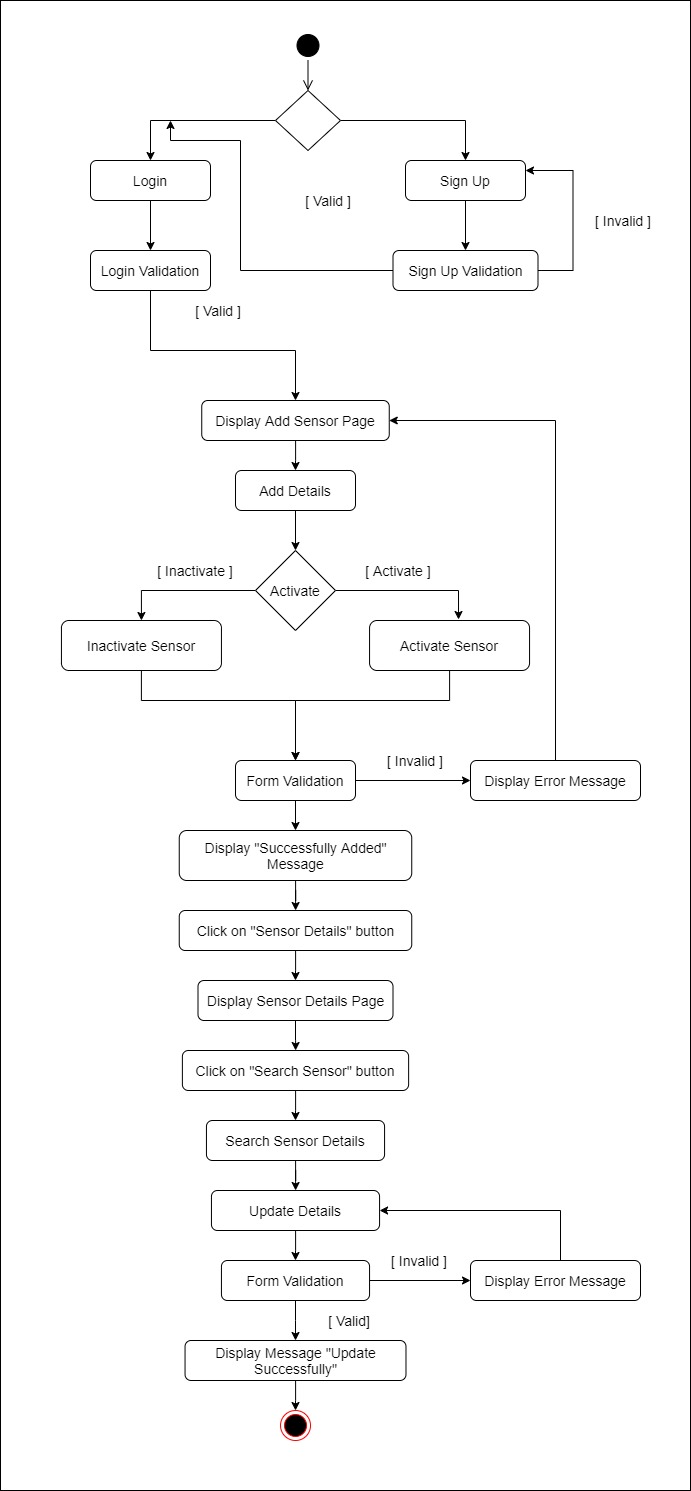 Login
Sign Up
[ Valid ]
[ Invalid ]
Login Validation
Sign Up Validation
[ Valid ]
Display Add Sensor Page
Add Details
[ Inactivate ]
[ Activate ]
Activate
Inactivate Sensor
Activate Sensor
[ Invalid ]
Form Validation
Display Error Message
Display "Successfully Added"
Message
Click on "Sensor Details" button
Display Sensor Details Page
Click on "Search Sensor" button
Search Sensor Details
Update Details
[ Invalid ]
Form Validation
Display Error Message
[ Valid]
Display Message "Update
Successfully"